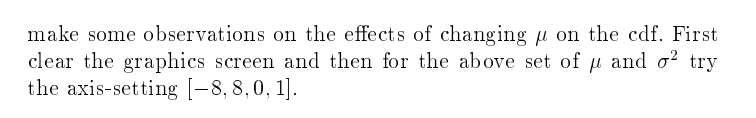 make some observations on the effects of changing μ on the cdf. First
clear the graphics screen and then for the above set of μ and σ² try
the axis-setting [−8, 8, 0, 1].